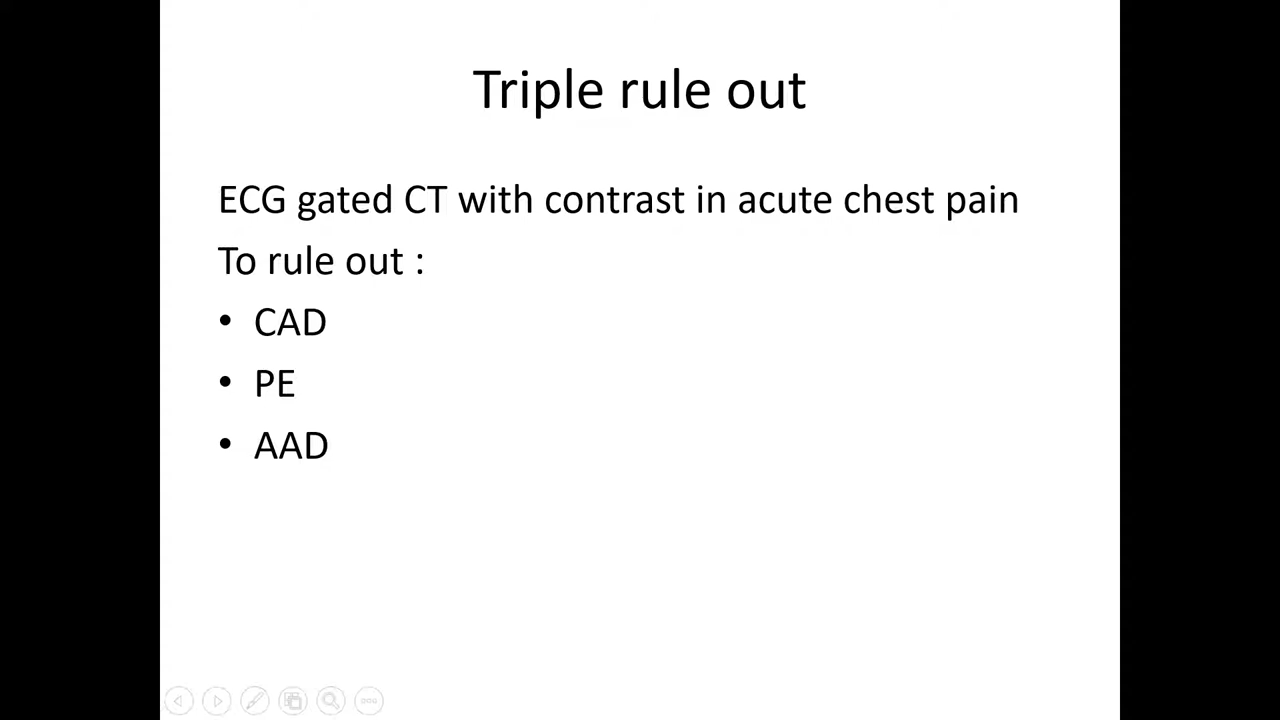 Triple rule out
ECG gated CT with contrast in acute chest pain
To rule out :
• CAD
• PE
• AAD